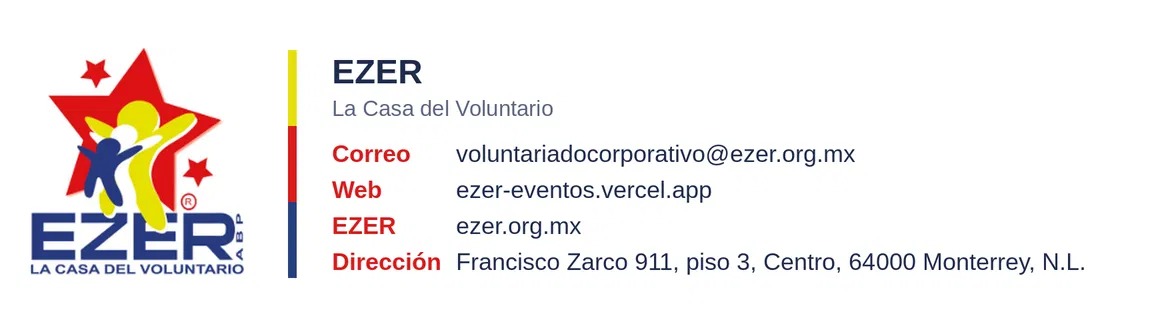 EZER ABP
LA CASA DEL VOLUNTARIO
®
EZER
La Casa del Voluntario
Correo voluntariadocorporativo@ezer.org.mx
Web ezer-eventos.vercel.app
EZER ezer.org.mx
Dirección Francisco Zarco 911, piso 3, Centro, 64000 Monterrey, N.L.